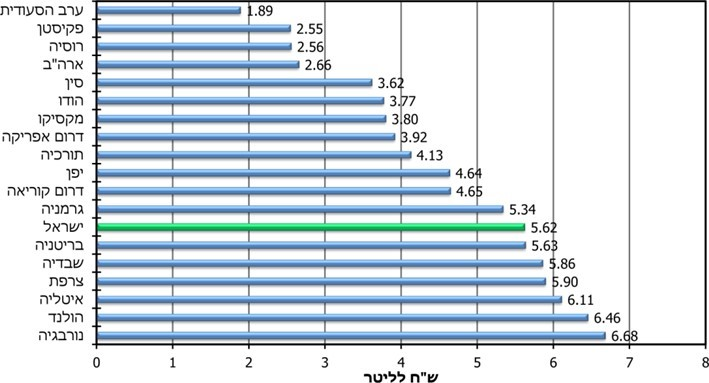 ערב הסעודית 1.89
פקיסטן 2.55
רוסיה 2.56
ארה"ב 2.66
סין 3.62
הודו 3.77
מקסיקו 3.80
דרום אפריקה 3.92
תורכיה 4.13
יפן 4.64
דרום קוריאה 4.65
גרמניה 5.34
ישראל 5.62
בריטניה 5.63
שבדיה 5.86
צרפת 5.90
איטליה 6.11
הולנד 6.46
נורבגיה 6.68
0 1 2 3 4 5 6 7 8
ש"ח לליטר